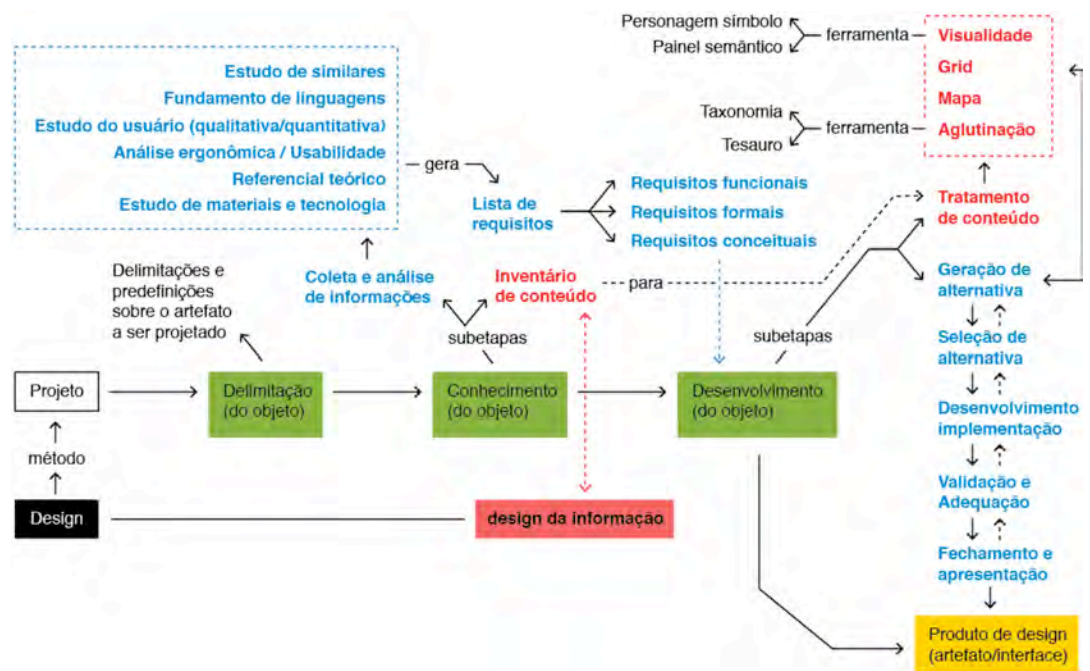 Personagem símbolo
Painel semântico
ferramenta
Visualidade
Grid
Mapa
Aglutinação
Taxonomia
Tesauro
ferramenta
Estudo de similares
Fundamento de linguagens
Estudo do usuário (qualitativa/quantitativa)
Análise ergonômica / Usabilidade
Referencial teórico
Estudo de materiais e tecnologia
gera
Lista de
requisitos
Requisitos funcionais
Requisitos formais
Requisitos conceituais
Tratamento
de conteúdo
Delimitações e
predefinições
sobre o artefato
a ser projetado
Coleta e análise
de informações
Inventário
de conteúdo
para
Geração de
alternativa
subetapas
subetapas
Seleção de
alternativa
Projeto
Delimitação
(do objeto)
Conhecimento
(do objeto)
Desenvolvimento
(do objeto)
Desenvolvimento
implementação
método
Validação e
Adequação
Design
design da informação
Fechamento e
apresentação
Produto de design
(artefato/interface)